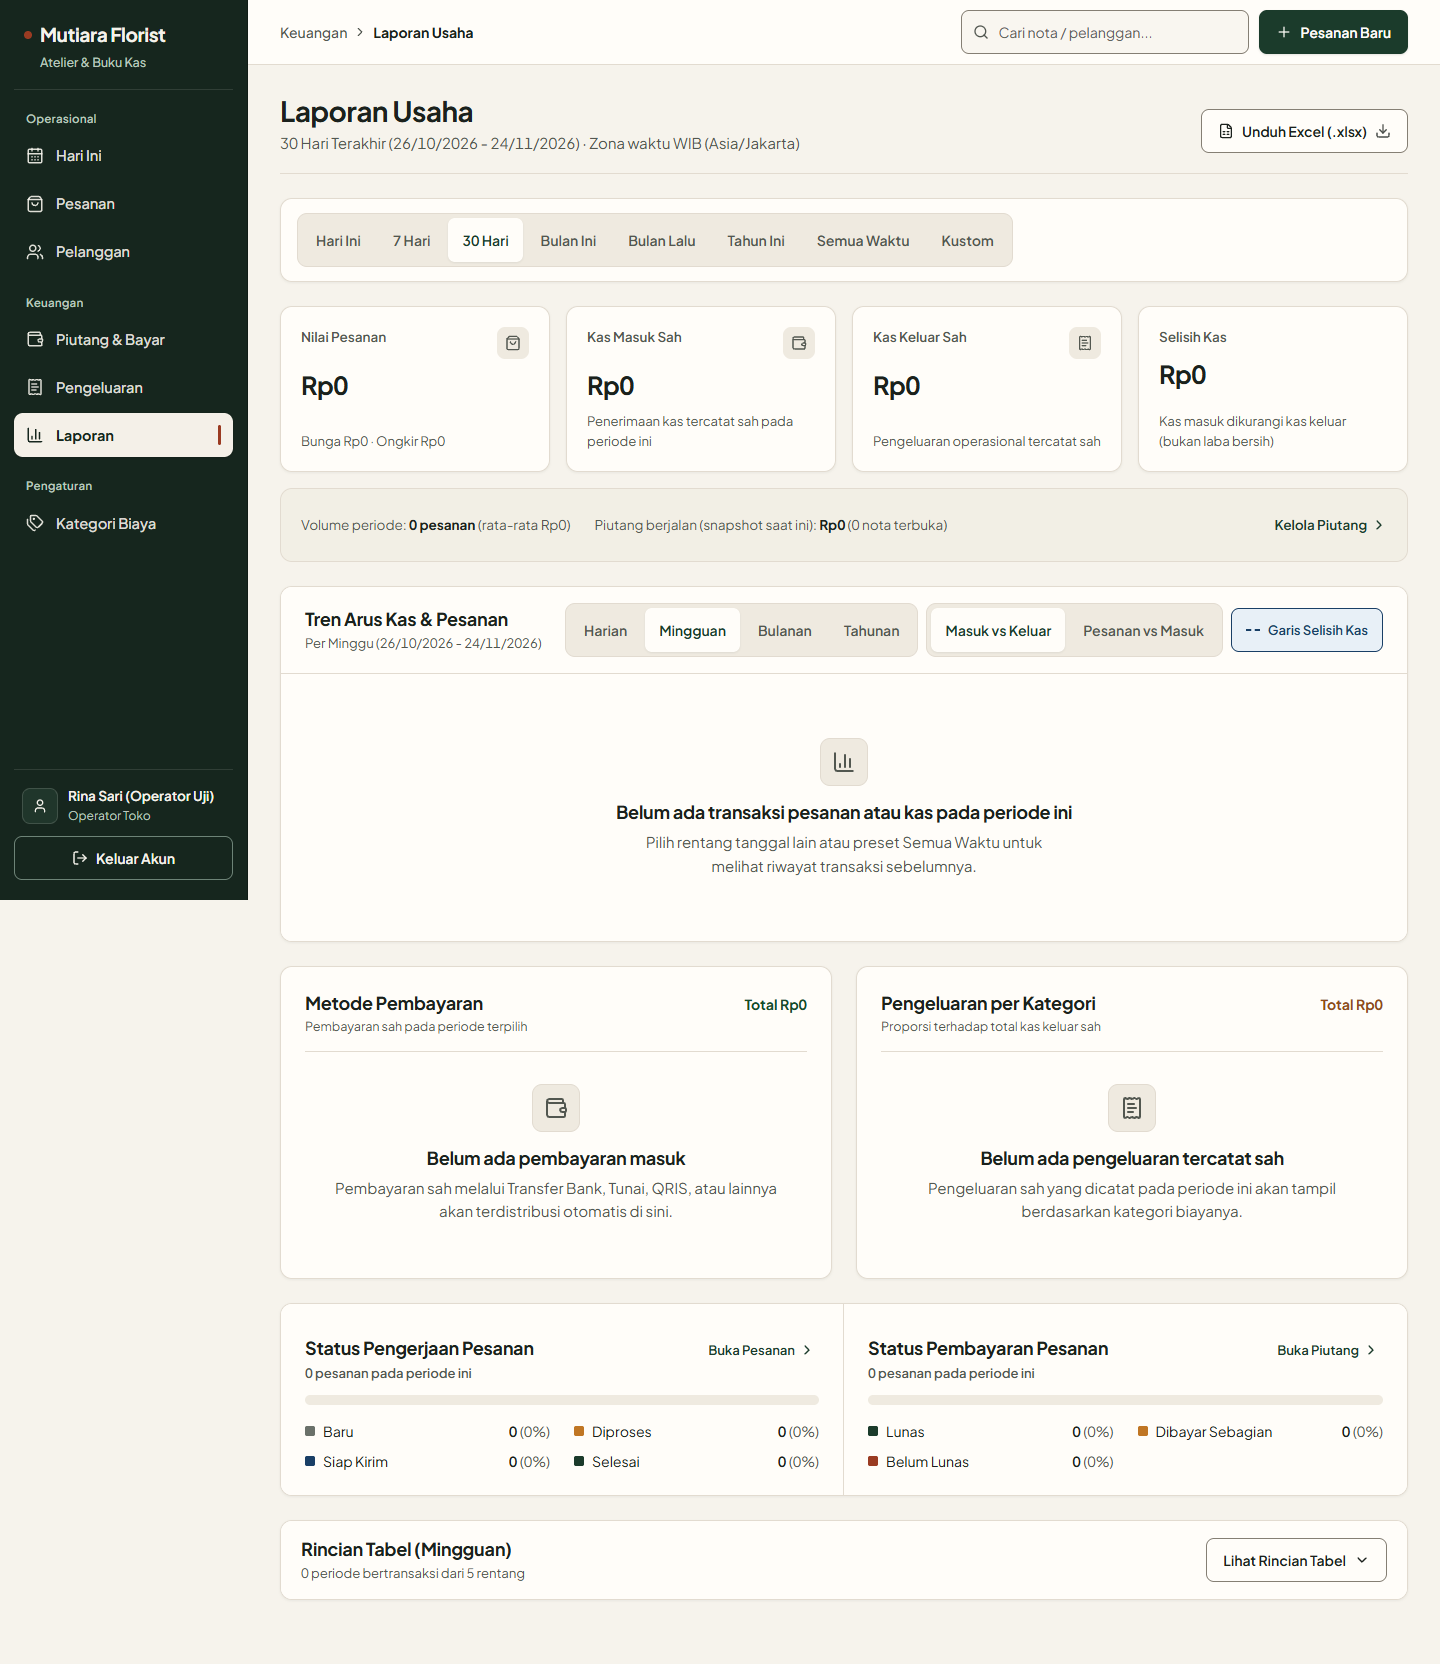 Mutiara Florist
Atelier & Buku Kas
Operasional
Hari Ini
Pesanan
Pelanggan
Keuangan
Piutang & Bayar
Pengeluaran
Laporan
Pengaturan
Kategori Biaya
Rina Sari (Operator Uji)
Operator Toko
Keluar Akun
Keuangan > Laporan Usaha
Cari nota / pelanggan...
+ Pesanan Baru
Laporan Usaha
30 Hari Terakhir (26/10/2026 - 24/11/2026) · Zona waktu WIB (Asia/Jakarta)
Unduh Excel (.xlsx)
Hari Ini 7 Hari 30 Hari Bulan Ini Bulan Lalu Tahun Ini Semua Waktu Kustom
Nilai Pesanan
Rp0
Bunga Rp0 · Ongkir Rp0
Kas Masuk Sah
Rp0
Penerimaan kas tercatat sah pada
periode ini
Kas Keluar Sah
Rp0
Pengeluaran operasional tercatat sah
Selisih Kas
Rp0
Kas masuk dikurangi kas keluar
(bukan laba bersih)
Volume periode: 0 pesanan (rata-rata Rp0) Piutang berjalan (snapshot saat ini): Rp0 (0 nota terbuka) Kelola Piutang >
Tren Arus Kas & Pesanan
Per Minggu (26/10/2026 - 24/11/2026)
Harian Mingguan Bulanan Tahunan
Masuk vs Keluar Pesanan vs Masuk
-- Garis Selisih Kas
Belum ada transaksi pesanan atau kas pada periode ini
Pilih rentang tanggal lain atau preset Semua Waktu untuk
melihat riwayat transaksi sebelumnya.
Metode Pembayaran Total Rp0
Pembayaran sah pada periode terpilih
Belum ada pembayaran masuk
Pembayaran sah melalui Transfer Bank, Tunai, QRIS, atau lainnya
akan terdistribusi otomatis di sini.
Pengeluaran per Kategori Total Rp0
Proporsi terhadap total kas keluar sah
Belum ada pengeluaran tercatat sah
Pengeluaran sah yang dicatat pada periode ini akan tampil
berdasarkan kategori biayanya.
Status Pengerjaan Pesanan Buka Pesanan >
0 pesanan pada periode ini
Baru 0 (0%) Diproses 0 (0%)
Siap Kirim 0 (0%) Selesai 0 (0%)
Status Pembayaran Pesanan Buka Piutang >
0 pesanan pada periode ini
Lunas 0 (0%) Dibayar Sebagian 0 (0%)
Belum Lunas 0 (0%)
Rincian Tabel (Mingguan)
0 periode bertransaksi dari 5 rentang
Lihat Rincian Tabel